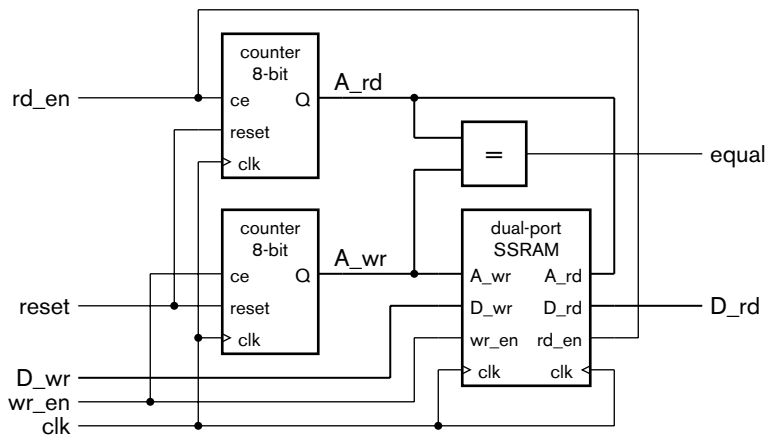 counter
8-bit
rd_en
ce
Q
A_rd
reset
clk
=
equal
counter
8-bit
dual-port
SSRAM
ce
Q
A_wr
A_wr
A_rd
reset
reset
D_wr
D_rd
D_rd
clk
wr_en
rd_en
D_wr
clk
clk
wr_en
clk